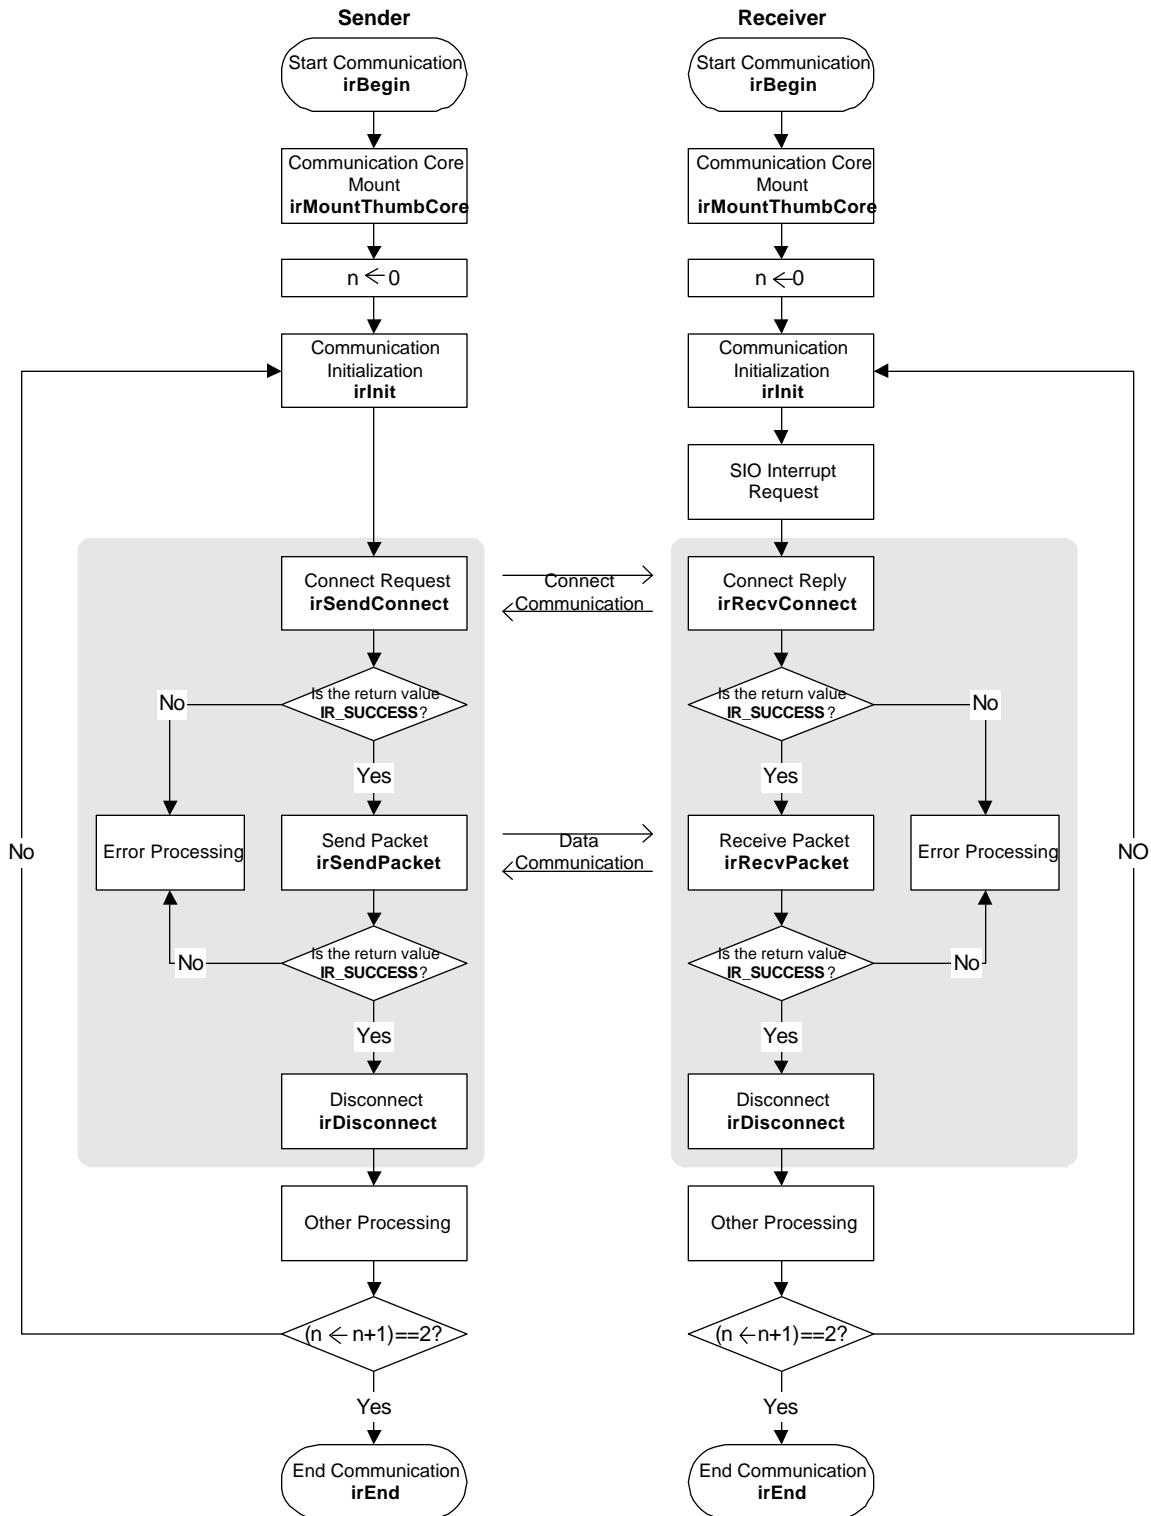 Sender
Receiver
Start Communication
irBegin
Start Communication
irBegin
Communication Core
Mount
irMountThumbCore
Communication Core
Mount
irMountThumbCore
n ← 0
n ←0
Communication
Initialization
irInit
Communication
Initialization
irInit
SIO Interrupt
Request
Connect Request
irSendConnect
Connect
Communication
Connect Reply
irRecvConnect
Is the return value
IR_SUCCESS?
No
Is the return value
IR_SUCCESS?
No
Yes
Yes
No
Error Processing
Send Packet
irSendPacket
Data
Communication
Receive Packet
irRecvPacket
Error Processing
NO
Is the return value
IR_SUCCESS?
No
Is the return value
IR_SUCCESS?
No
Yes
Yes
Disconnect
irDisconnect
Disconnect
irDisconnect
Other Processing
Other Processing
(n ← n+1)==2?
(n ←n+1)==2?
Yes
Yes
End Communication
irEnd
End Communication
irEnd